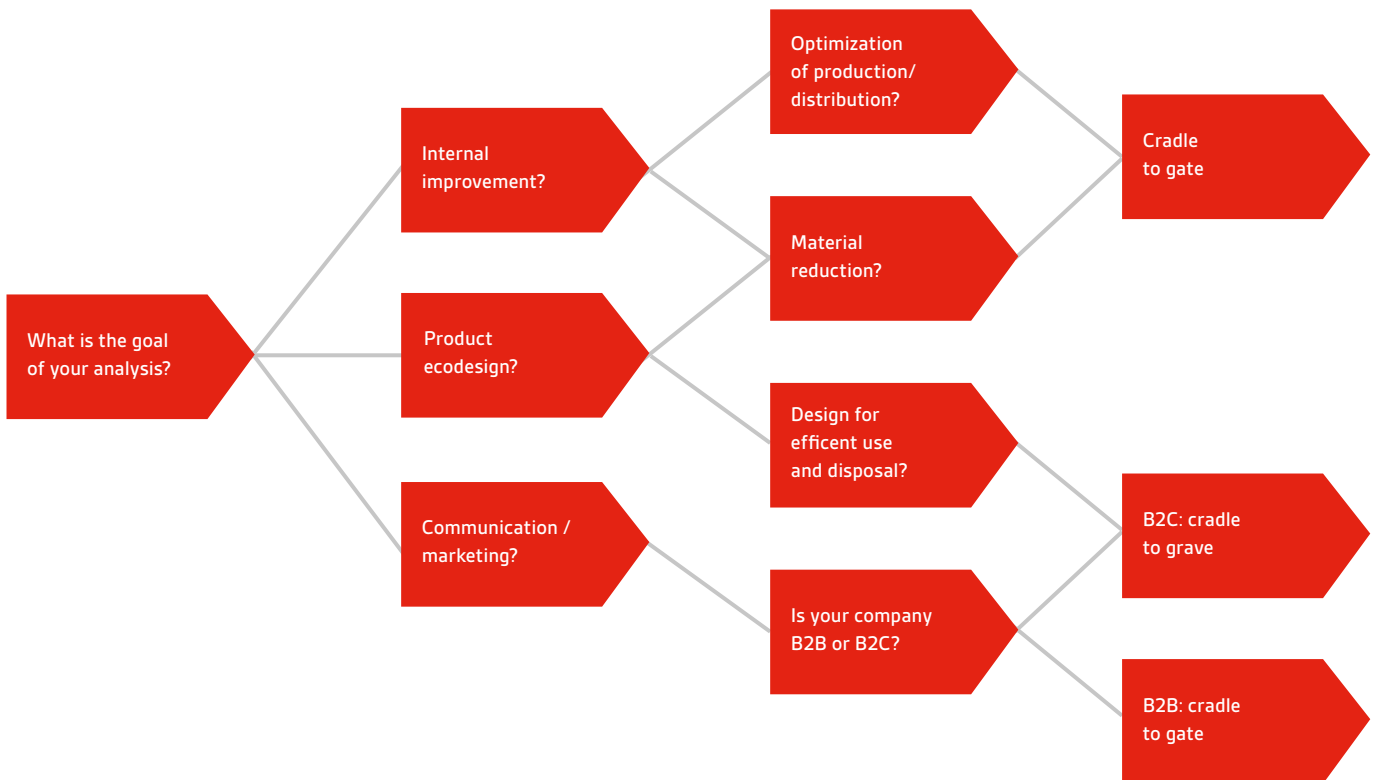 What is the goal
of your analysis?
Internal
improvement?
Product
ecodesign?
Communication /
marketing?
Optimization
of production/
distribution?
Material
reduction?
Design for
efficent use
and disposal?
Is your company
B2B or B2C?
Cradle
to gate
B2C: cradle
to grave
B2B: cradle
to gate